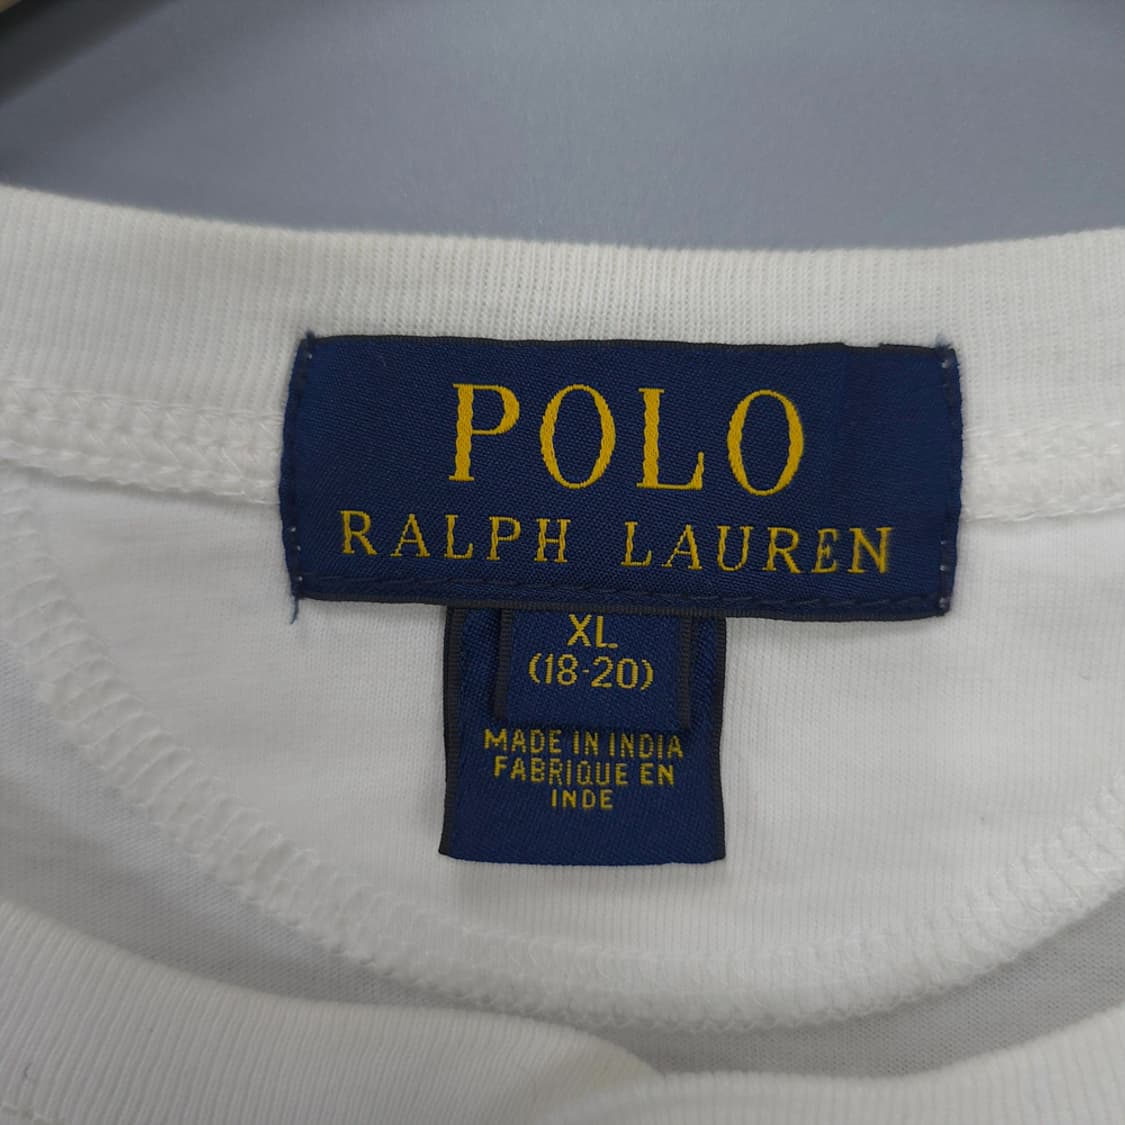 POLO
RALPH LAUREN
XL
(18-20)
MADE IN INDIA
FABRIQUE EN
INDE